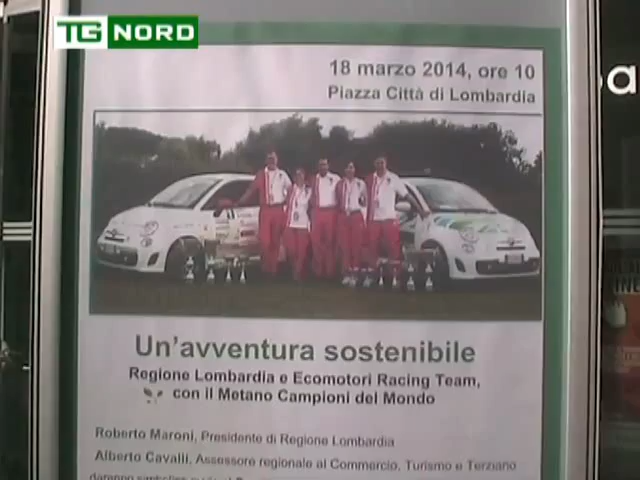 TG NORD
18 marzo 2014, ore 10
Piazza Città di Lombardia
Un'avventura sostenibile
Regione Lombardia e Ecomotori Racing Team,
con il Metano Campioni del Mondo
Roberto Maroni, Presidente di Regione Lombardia
Alberto Cavalli, Assessore regionale al Commercio, Turismo e Terziario